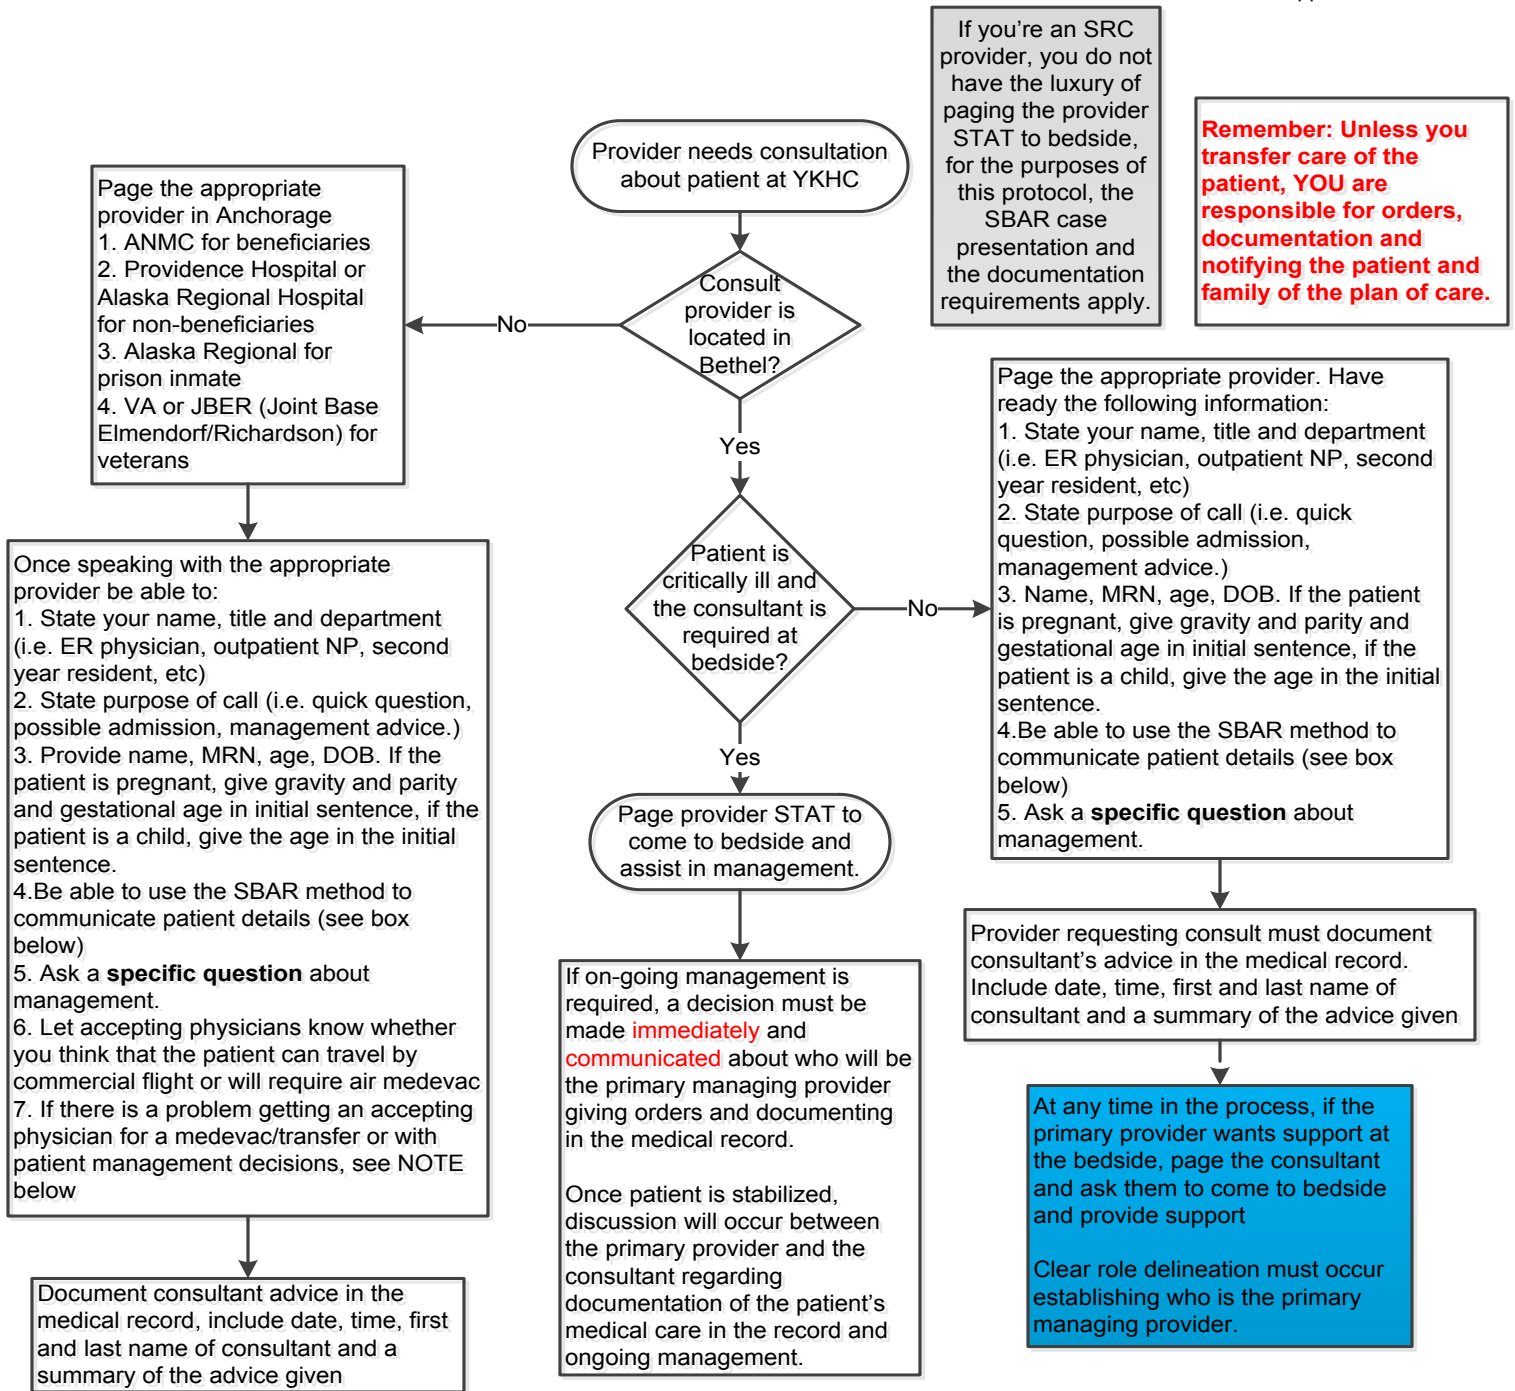 If you’re an SRC
provider, you do not
have the luxury of
paging the provider
STAT to bedside,
for the purposes of
this protocol, the
SBAR case
presentation and
the documentation
requirements apply.
Remember: Unless you
transfer care of the
patient, YOU are
responsible for orders,
documentation and
notifying the patient and
family of the plan of care.
Provider needs consultation
about patient at YKHC
Consult
provider is
located in
Bethel?
No
Page the appropriate
provider in Anchorage
1. ANMC for beneficiaries
2. Providence Hospital or
Alaska Regional Hospital
for non-beneficiaries
3. Alaska Regional for
prison inmate
4. VA or JBER (Joint Base
Elmendorf/Richardson) for
veterans
Once speaking with the appropriate
provider be able to:
1. State your name, title and department
(i.e. ER physician, outpatient NP, second
year resident, etc)
2. State purpose of call (i.e. quick question,
possible admission, management advice.)
3. Provide name, MRN, age, DOB. If the
patient is pregnant, give gravity and parity
and gestational age in initial sentence, if the
patient is a child, give the age in the initial
sentence.
4.Be able to use the SBAR method to
communicate patient details (see box
below)
5. Ask a specific question about
management.
6. Let accepting physicians know whether
you think that the patient can travel by
commercial flight or will require air medevac
7. If there is a problem getting an accepting
physician for a medevac/transfer or with
patient management decisions, see NOTE
below
Document consultant advice in the
medical record, include date, time, first
and last name of consultant and a
summary of the advice given
Yes
Patient is
critically ill and
the consultant is
required at
bedside?
Yes
Page provider STAT to
come to bedside and
assist in management.
If on-going management is
required, a decision must be
made immediately and
communicated about who will be
the primary managing provider
giving orders and documenting
in the medical record.
Once patient is stabilized,
discussion will occur between
the primary provider and the
consultant regarding
documentation of the patient’s
medical care in the record and
ongoing management.
No
Page the appropriate provider. Have
ready the following information:
1. State your name, title and department
(i.e. ER physician, outpatient NP, second
year resident, etc)
2. State purpose of call (i.e. quick
question, possible admission,
management advice.)
3. Name, MRN, age, DOB. If the patient
is pregnant, give gravity and parity and
gestational age in initial sentence, if the
patient is a child, give the age in the initial
sentence.
4.Be able to use the SBAR method to
communicate patient details (see box
below)
5. Ask a specific question about
management.
Provider requesting consult must document
consultant’s advice in the medical record.
Include date, time, first and last name of
consultant and a summary of the advice given
At any time in the process, if the
primary provider wants support at
the bedside, page the consultant
and ask them to come to bedside
and provide support
Clear role delineation must occur
establishing who is the primary
managing provider.